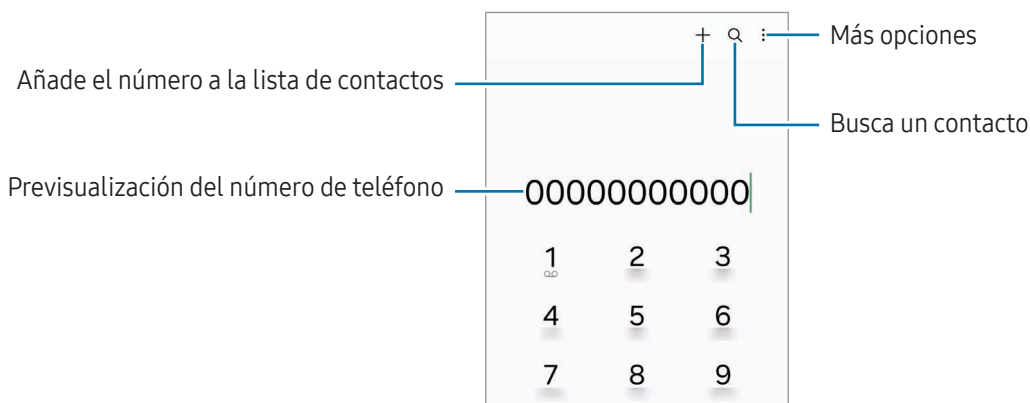 Más opciones
Añade el número a la lista de contactos
Busca un contacto
Previsualización del número de teléfono
00000000000
1 2 3
4 5 6
7 8 9